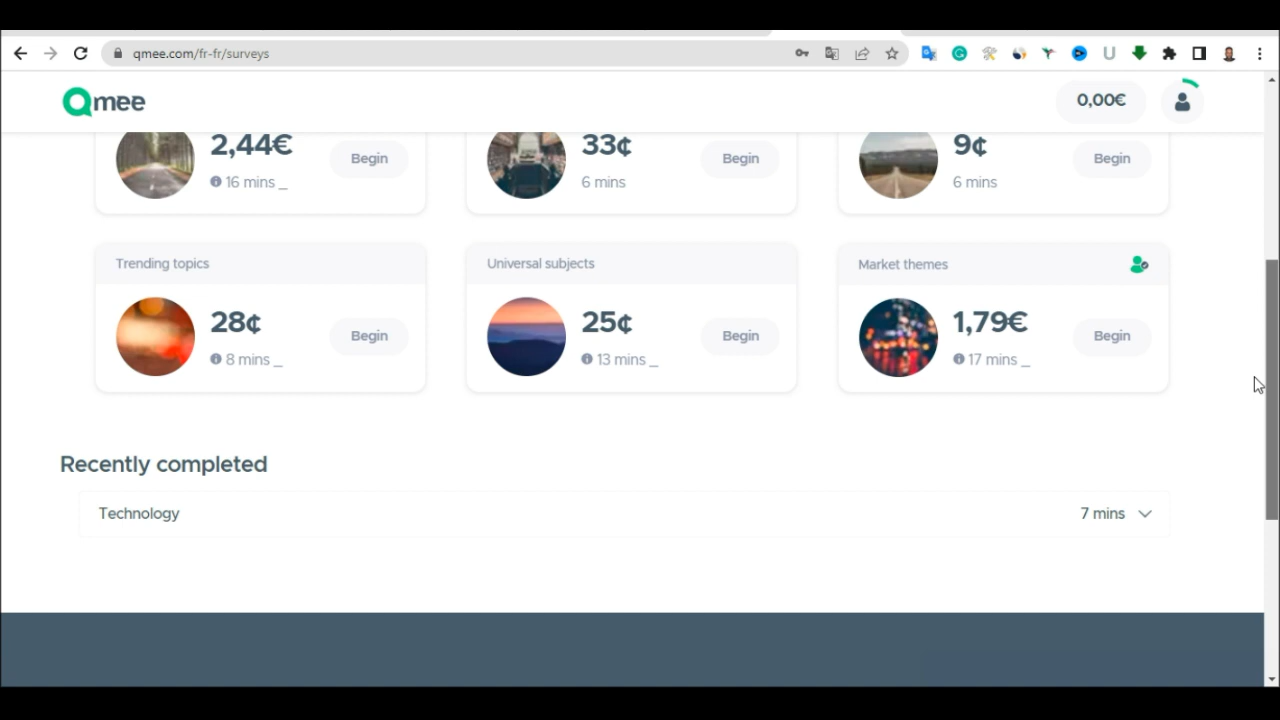 qmee.com/fr-fr/surveys
Qmee
0,00€
2,44€
16 mins _
Begin
33¢
6 mins
Begin
9¢
6 mins
Begin
Trending topics
28¢
8 mins _
Begin
Universal subjects
25¢
13 mins _
Begin
Market themes
1,79€
17 mins _
Begin
Recently completed
Technology 7 mins